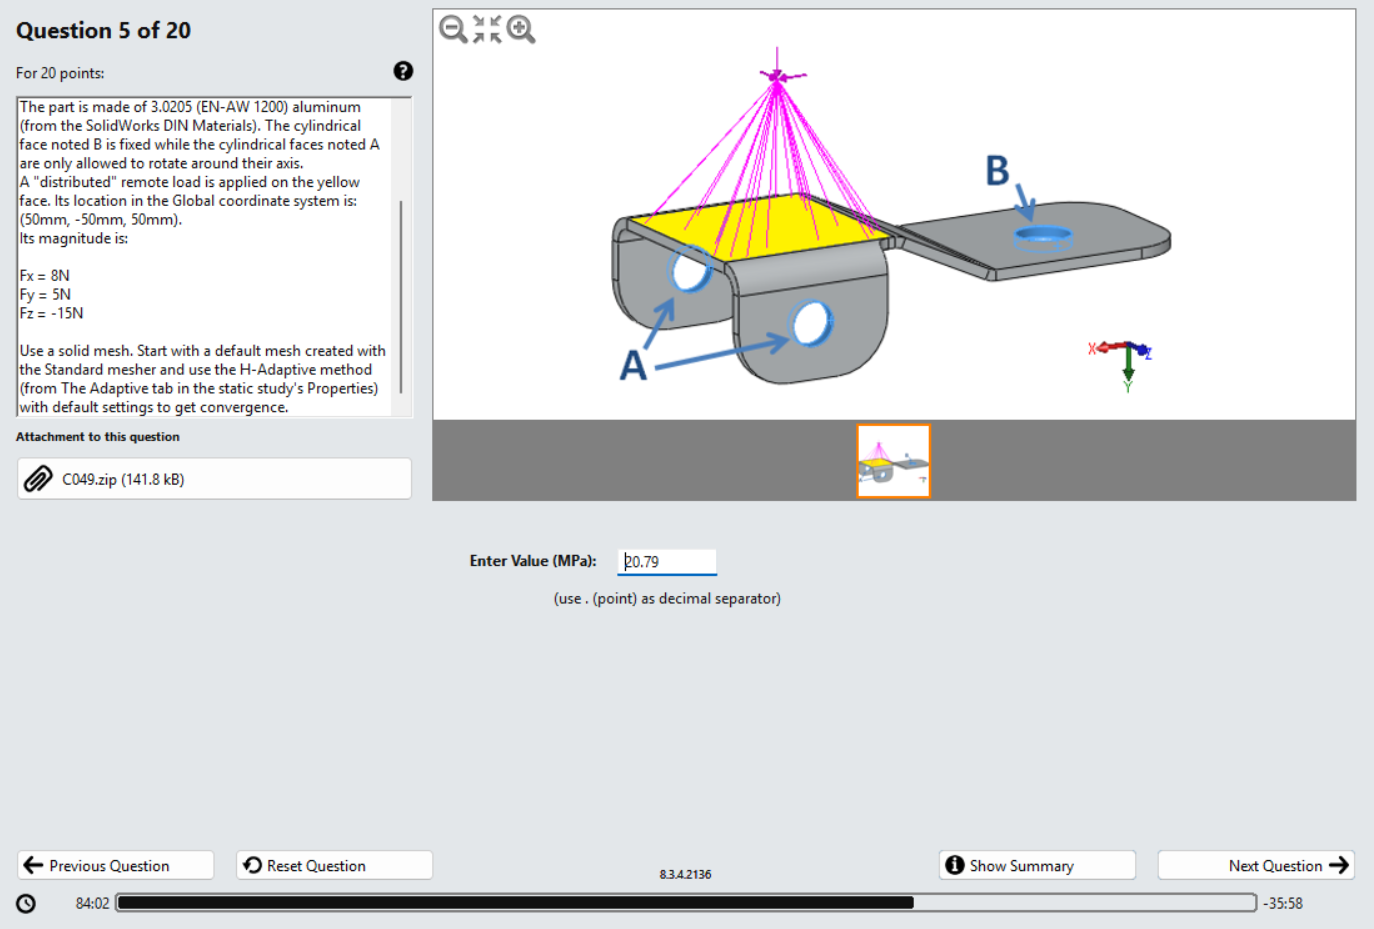 Question 5 of 20
For 20 points:
?
The part is made of 3.0205 (EN-AW 1200) aluminum
(from the SolidWorks DIN Materials). The cylindrical
face noted B is fixed while the cylindrical faces noted A
are only allowed to rotate around their axis.
A "distributed" remote load is applied on the yellow
face. Its location in the Global coordinate system is:
(50mm, -50mm, 50mm).
Its magnitude is:
Fx = 8N
Fy = 5N
Fz = -15N
Use a solid mesh. Start with a default mesh created with
the Standard mesher and use the H-Adaptive method
(from The Adaptive tab in the static study's Properties)
with default settings to get convergence.
Attachment to this question
C049.zip (141.8 kB)
B
A
X
Z
Y
Enter Value (MPa): 20.79
(use . (point) as decimal separator)
Previous Question
Reset Question
8.3.4.2136
Show Summary
Next Question
84:02
-35:58